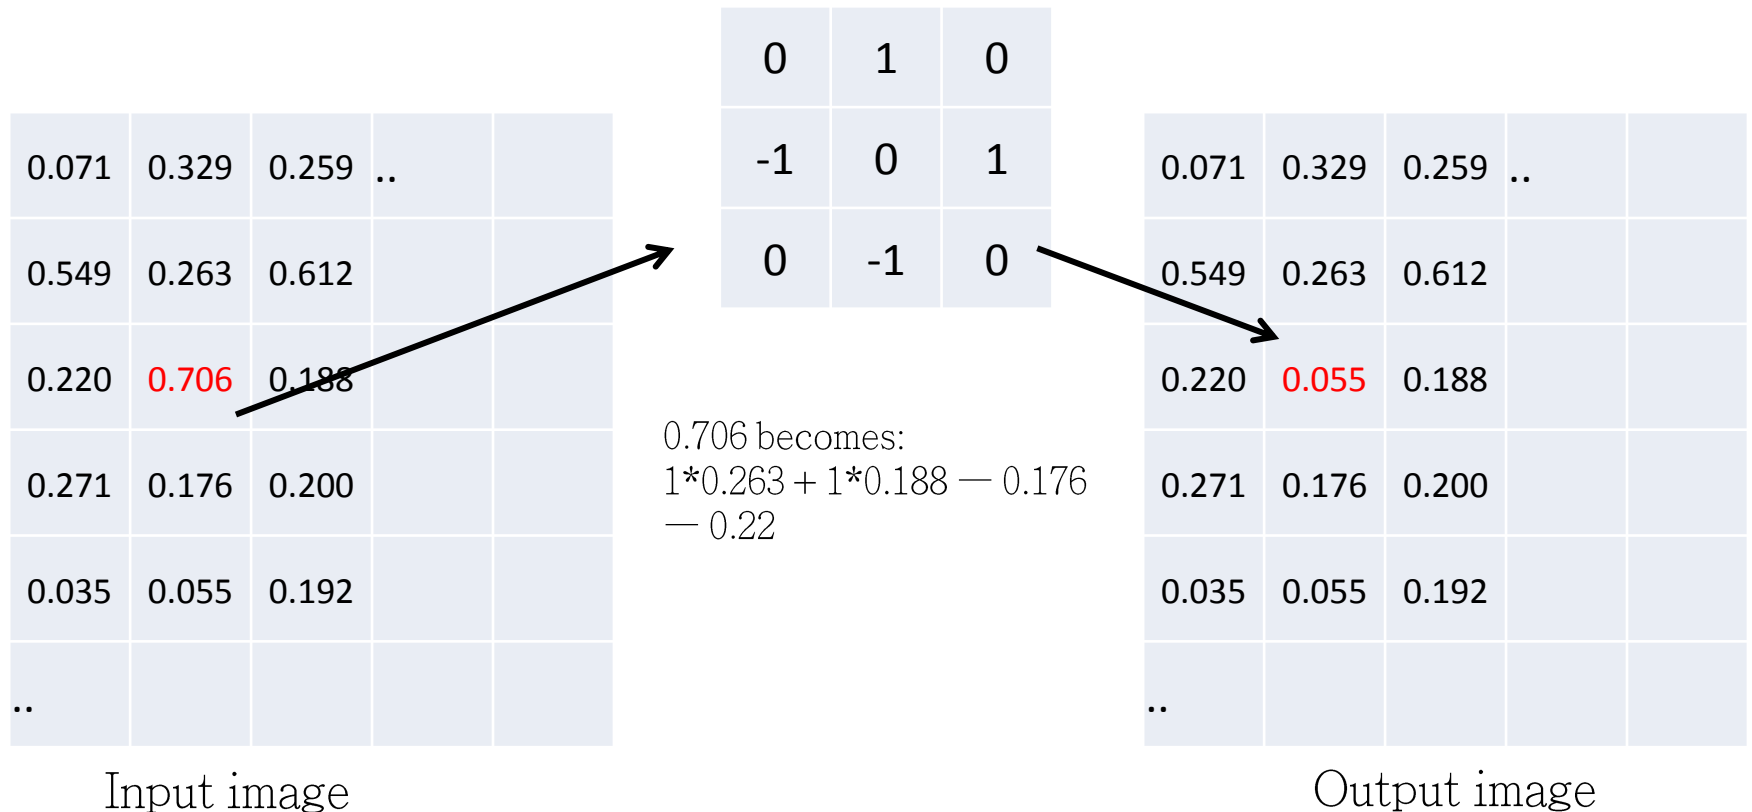 0 1 0
-1 0 1
0 -1 0
0.071 0.329 0.259 ..
0.549 0.263 0.612
0.220 0.706 0.188
0.271 0.176 0.200
0.035 0.055 0.192
..
Input image
0.706 becomes:
1*0.263 + 1*0.188 — 0.176
— 0.22
0.071 0.329 0.259 ..
0.549 0.263 0.612
0.220 0.055 0.188
0.271 0.176 0.200
0.035 0.055 0.192
..
Output image